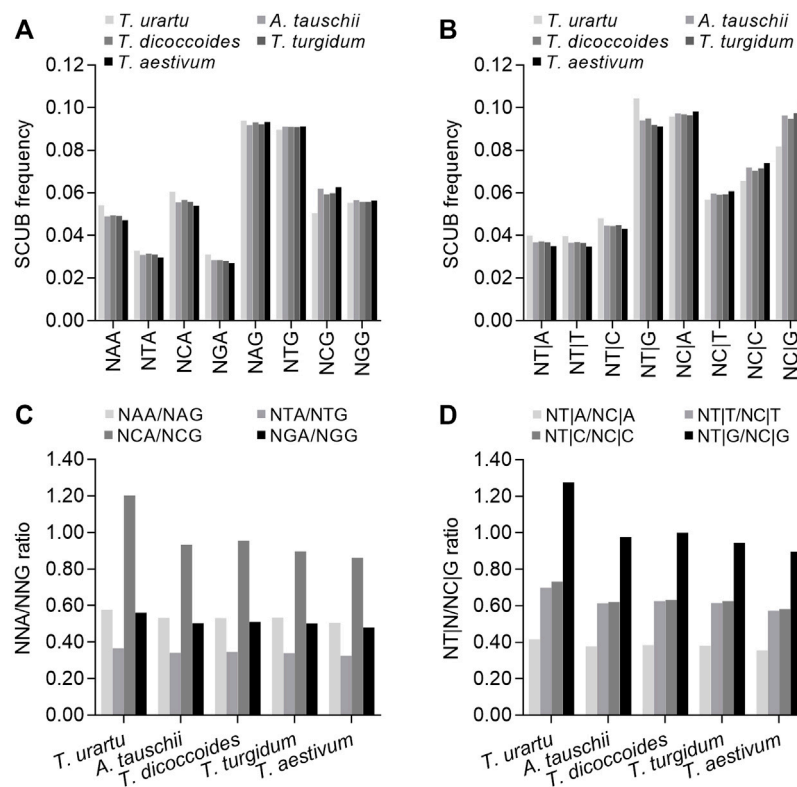 A
T. urartu
A. tauschii
T. dicoccoides
T. turgidum
T. aestivum
0.12
0.10
0.08
0.06
0.04
0.02
0.00
SCUB frequency
NAA
NTA
NCA
NGA
NAG
NTG
NCG
NGG
B
T. urartu
A. tauschii
T. dicoccoides
T. turgidum
T. aestivum
0.12
0.10
0.08
0.06
0.04
0.02
0.00
SCUB frequency
NT|A
NT|T
NT|C
NT|G
NC|A
NC|T
NC|C
NC|G
C
NAA/NAG
NTA/NTG
NCA/NCG
NGA/NGG
1.40
1.20
1.00
0.80
0.60
0.40
0.20
0.00
NNA/NNG ratio
T. urartu
A. tauschii
T. dicoccoides
T. turgidum
T. aestivum
D
NT|A/NC|A
NT|T/NC|T
NT|C/NC|C
NT|G/NC|G
1.40
1.20
1.00
0.80
0.60
0.40
0.20
0.00
NT|N/NC|G ratio
T. urartu
A. tauschii
T. dicoccoides
T. turgidum
T. aestivum